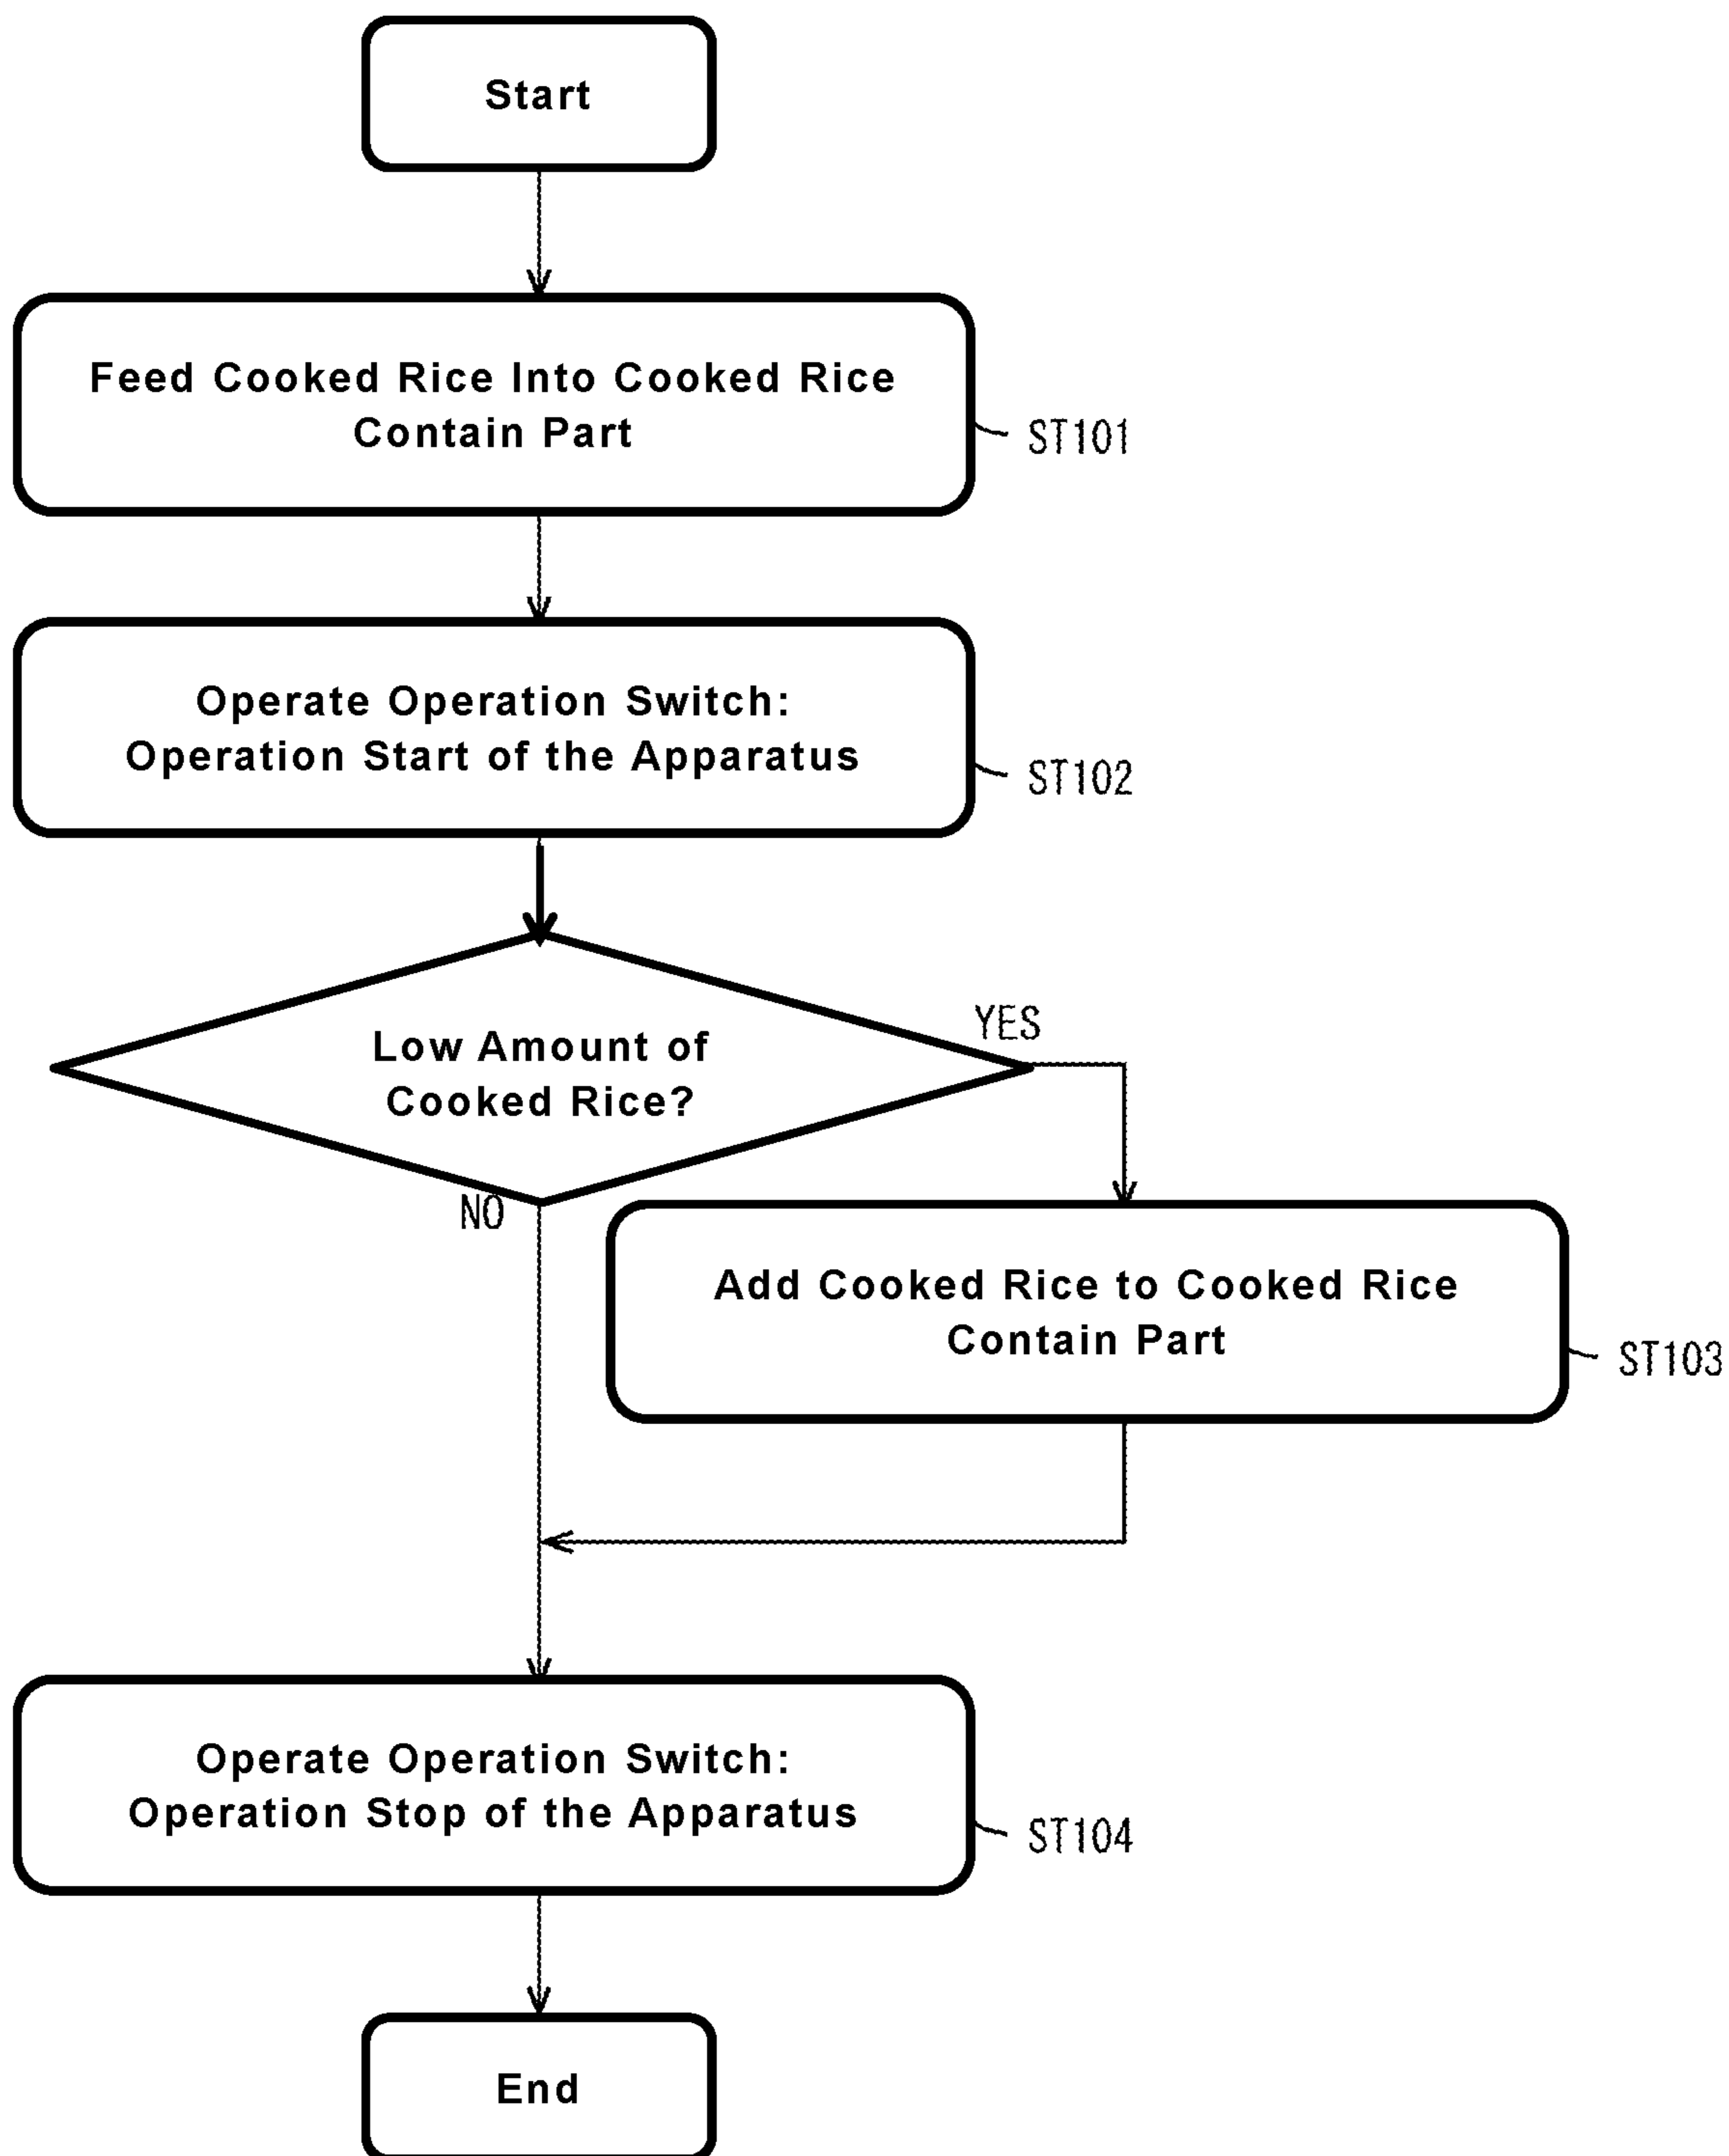 Start
Feed Cooked Rice Into Cooked Rice
Contain Part
ST101
Operate Operation Switch:
Operation Start of the Apparatus
ST102
Low Amount of
Cooked Rice?
YES
NO
Add Cooked Rice to Cooked Rice
Contain Part
ST103
Operate Operation Switch:
Operation Stop of the Apparatus
ST104
End